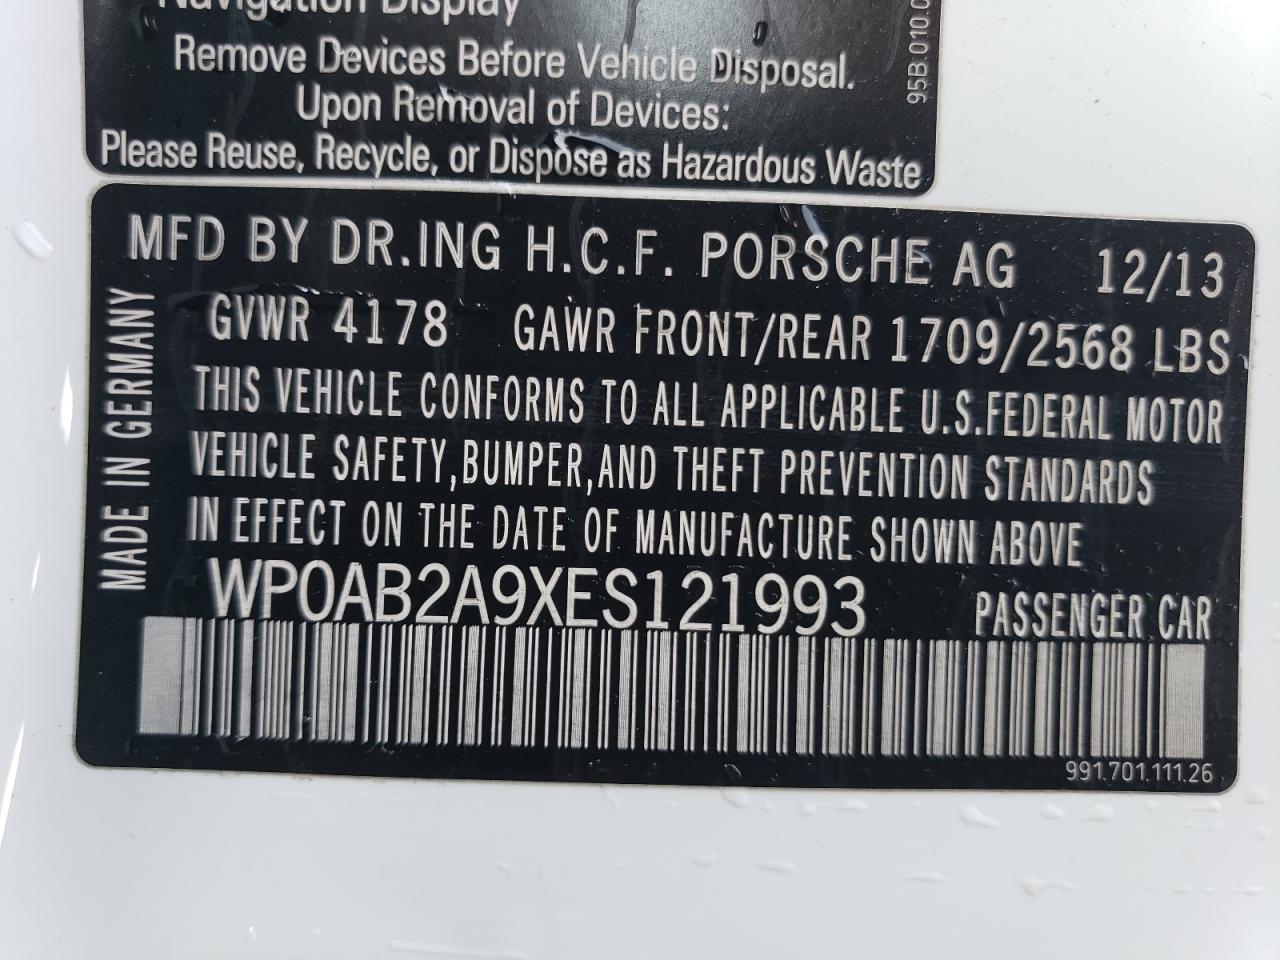 Navigation Display
Remove Devices Before Vehicle Disposal.
Upon Removal of Devices:
Please Reuse, Recycle, or Dispose as Hazardous Waste
95B.010.0
MFD BY DR.ING H.C.F. PORSCHE AG 12/13
GVWR 4178 GAWR FRONT/REAR 1709/2568 LBS
THIS VEHICLE CONFORMS TO ALL APPLICABLE U.S.FEDERAL MOTOR
VEHICLE SAFETY,BUMPER,AND THEFT PREVENTION STANDARDS
IN EFFECT ON THE DATE OF MANUFACTURE SHOWN ABOVE
MADE IN GERMANY
WP0AB2A9XES121993 PASSENGER CAR
991.701.111.26